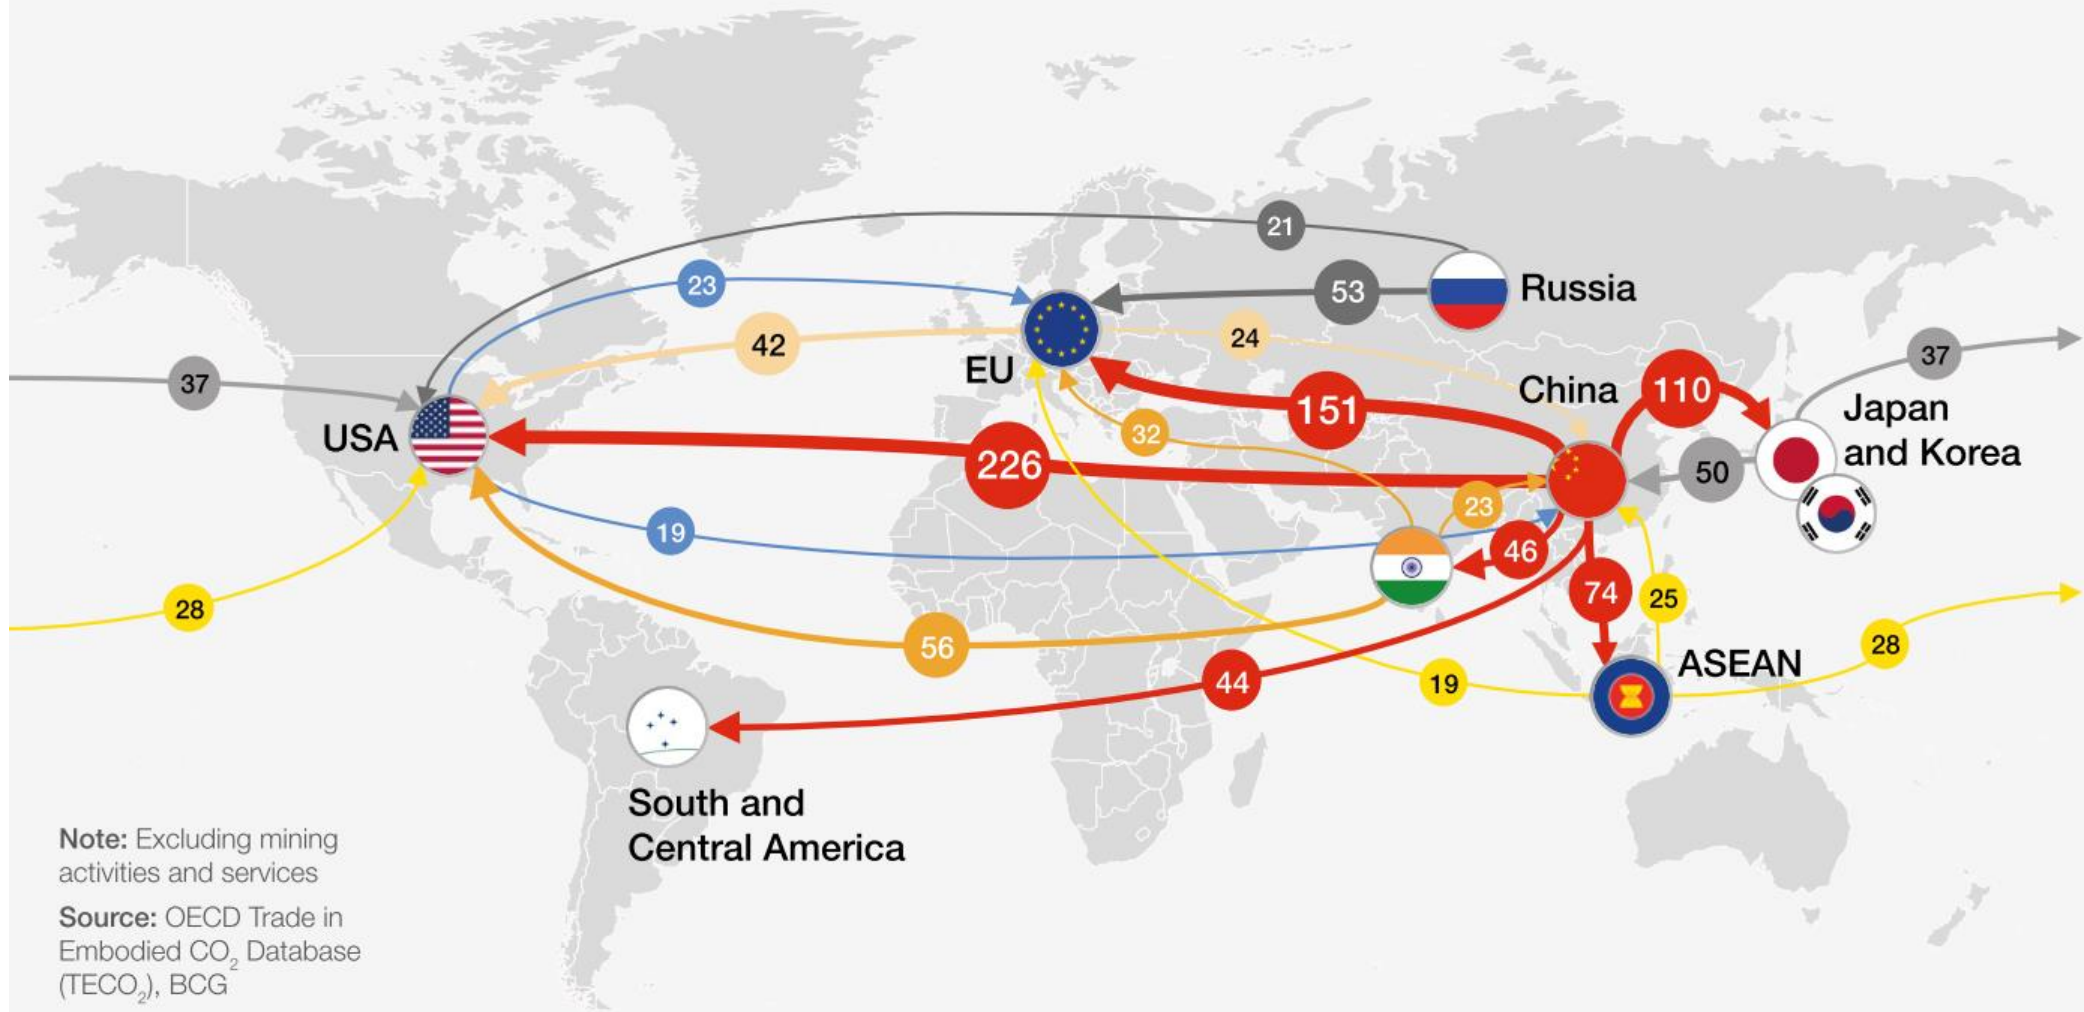 21
23
53
Russia
42
24
EU
37
USA
226
151
32
China
110
37
Japan
and Korea
50
23
19
46
74
25
28
56
44
19
ASEAN
28
South and
Central America
Note: Excluding mining
activities and services
Source: OECD Trade in
Embodied CO₂ Database
(TECO₂), BCG